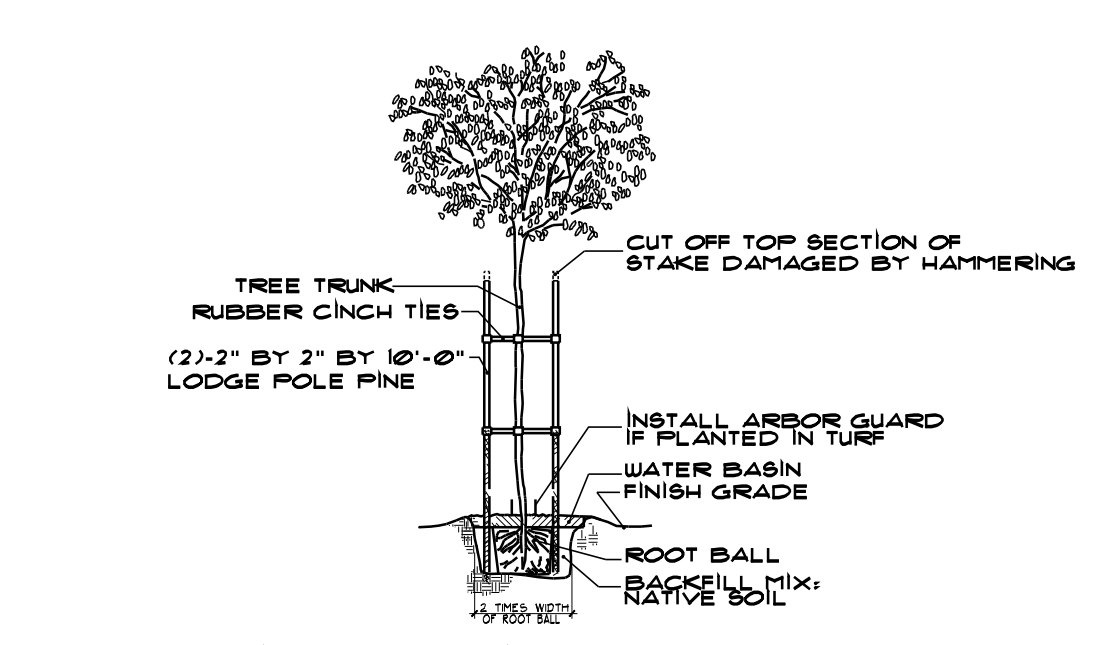 CUT OFF TOP SECTION OF
STAKE DAMAGED BY HAMMERING
TREE TRUNK
RUBBER CINCH TIES
(2)-2" BY 2" BY 10'-0"
LODGE POLE PINE
INSTALL ARBOR GUARD
IF PLANTED IN TURF
WATER BASIN
FINISH GRADE
ROOT BALL
BACKFILL MIX:
NATIVE SOIL
2 TIMES WIDTH
OF ROOT BALL